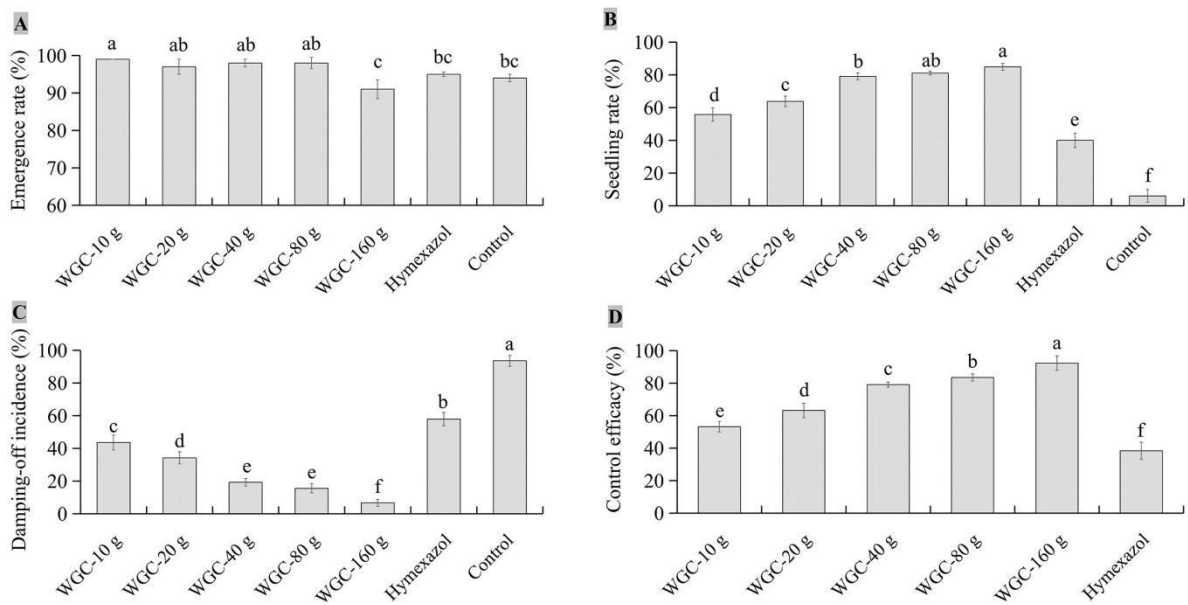 A
Emergence rate (%)
100
90
80
70
60
a
ab
ab
ab
c
bc
bc
WGC-10 g
WGC-20 g
WGC-40 g
WGC-80 g
WGC-160 g
Hymexazol
Control
B
Seedling rate (%)
100
80
60
40
20
0
d
c
b
ab
a
e
f
WGC-10 g
WGC-20 g
WGC-40 g
WGC-80 g
WGC-160 g
Hymexazol
Control
C
Damping-off incidence (%)
100
80
60
40
20
0
c
d
e
e
f
b
a
WGC-10 g
WGC-20 g
WGC-40 g
WGC-80 g
WGC-160 g
Hymexazol
Control
D
Control efficacy (%)
100
80
60
40
20
0
e
d
c
b
a
f
WGC-10 g
WGC-20 g
WGC-40 g
WGC-80 g
WGC-160 g
Hymexazol